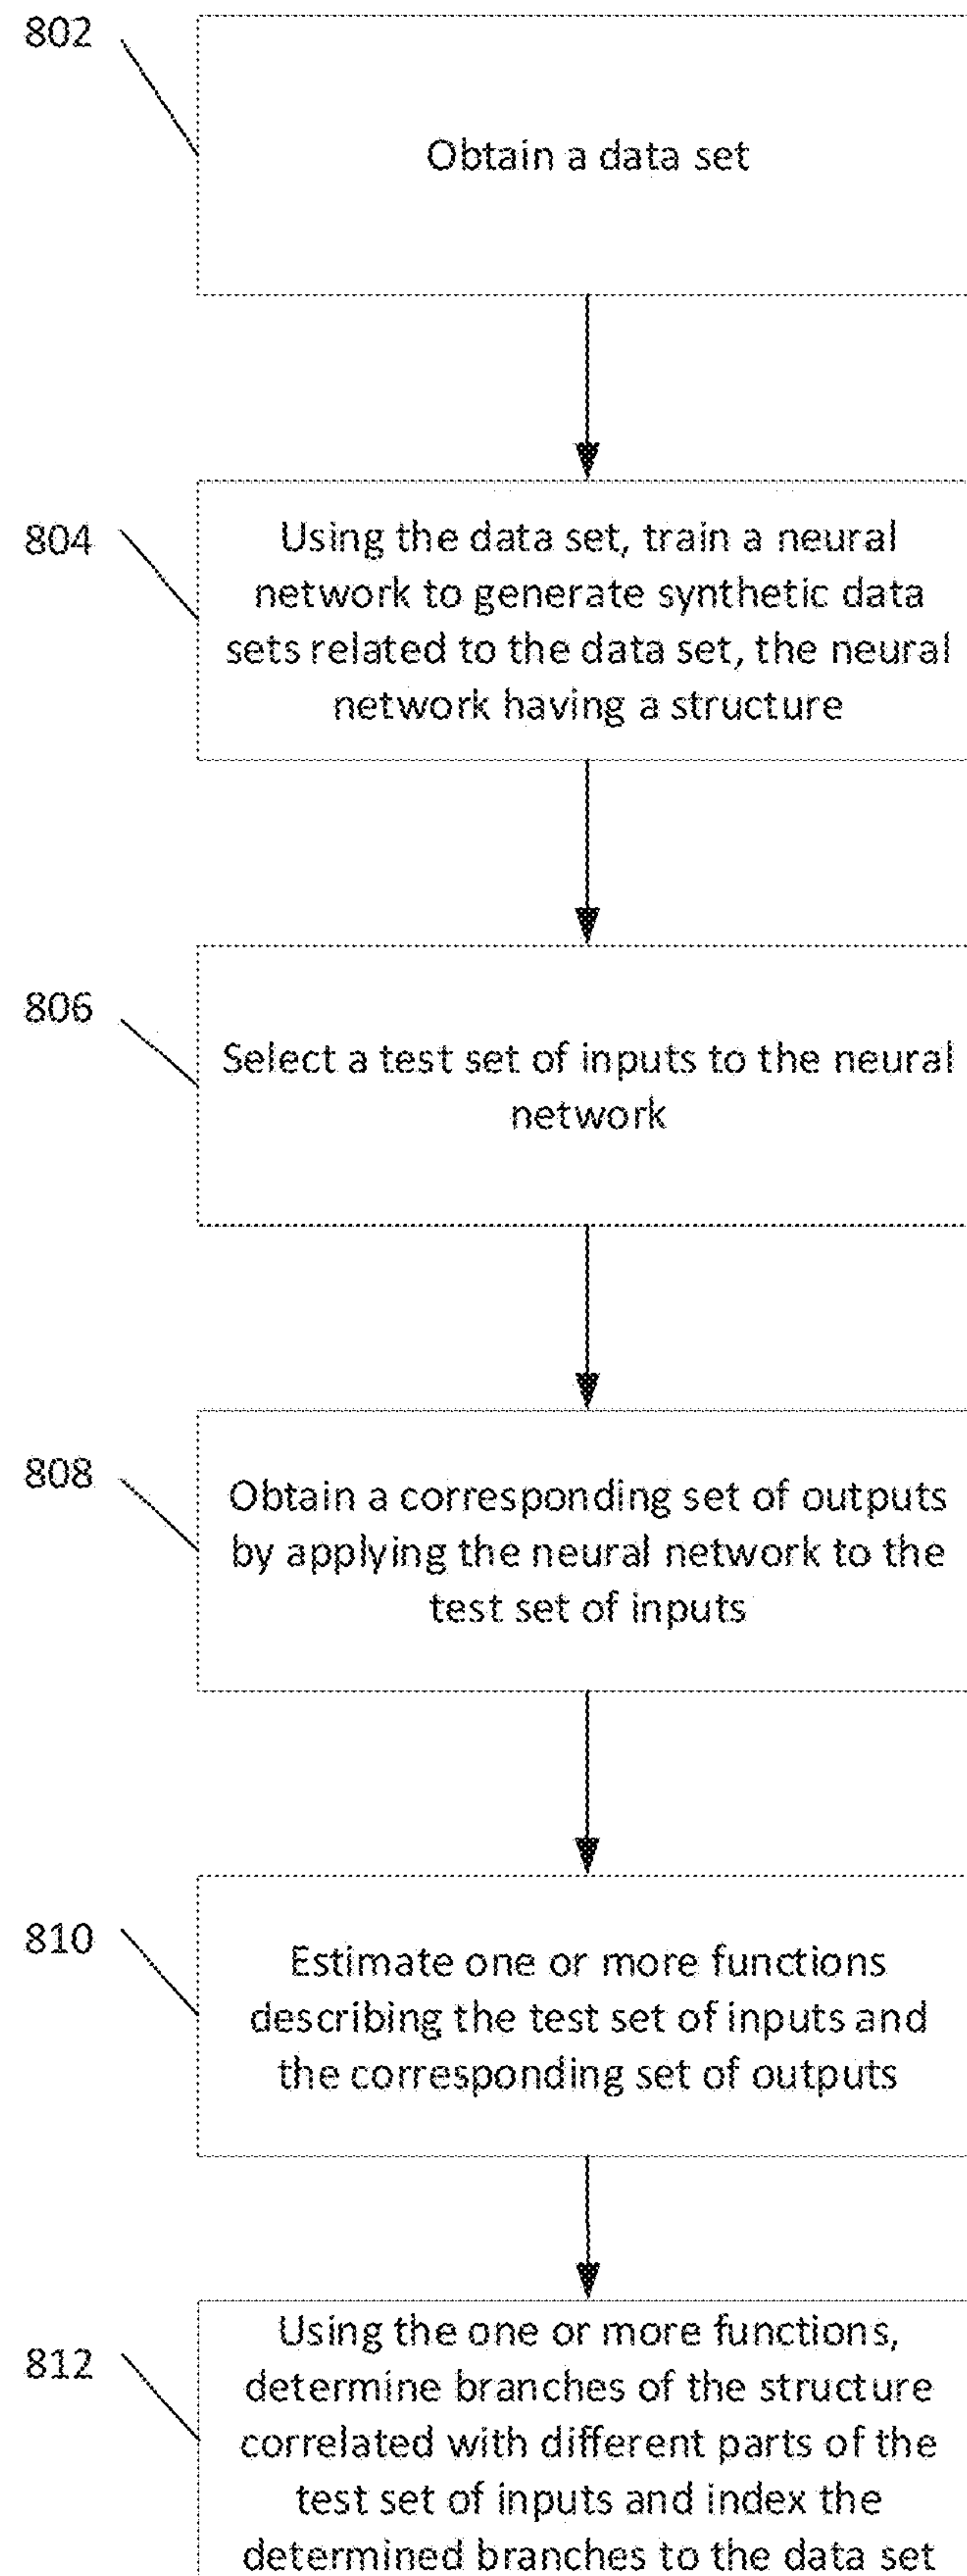 802
Obtain a data set
804
Using the data set, train a neural
network to generate synthetic data
sets related to the data set, the neural
network having a structure
806
Select a test set of inputs to the neural
network
808
Obtain a corresponding set of outputs
by applying the neural network to the
test set of inputs
810
Estimate one or more functions
describing the test set of inputs and
the corresponding set of outputs
812
Using the one or more functions,
determine branches of the structure
correlated with different parts of the
test set of inputs and index the
determined branches to the data set